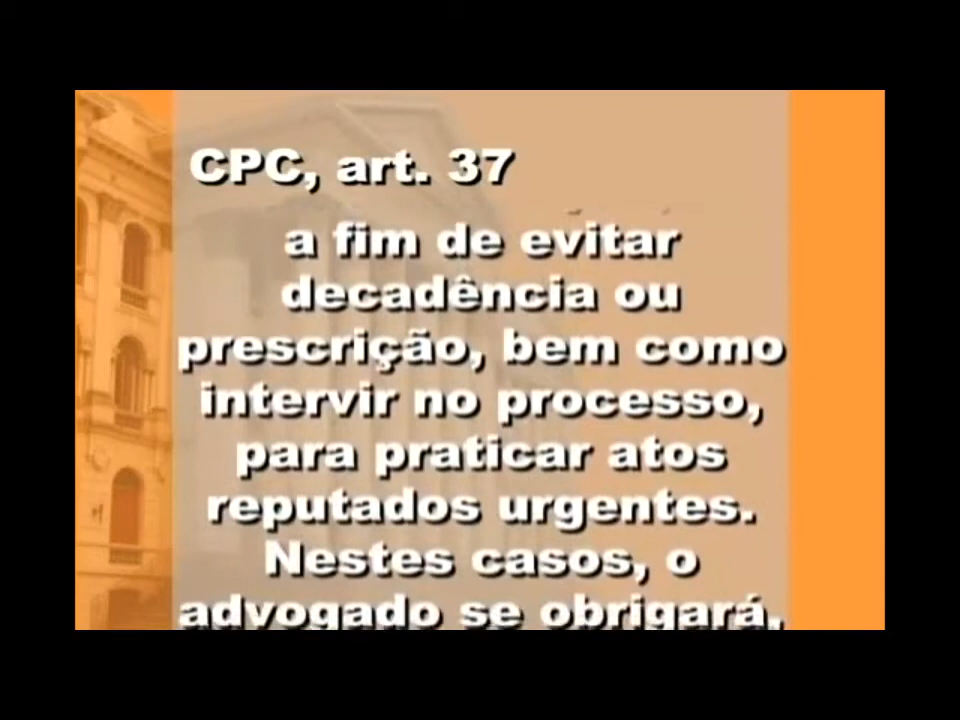 CPC, art. 37
a fim de evitar
decadência ou
prescrição, bem como
intervir no processo,
para praticar atos
reputados urgentes.
Nestes casos, o
advogado se obrigará,